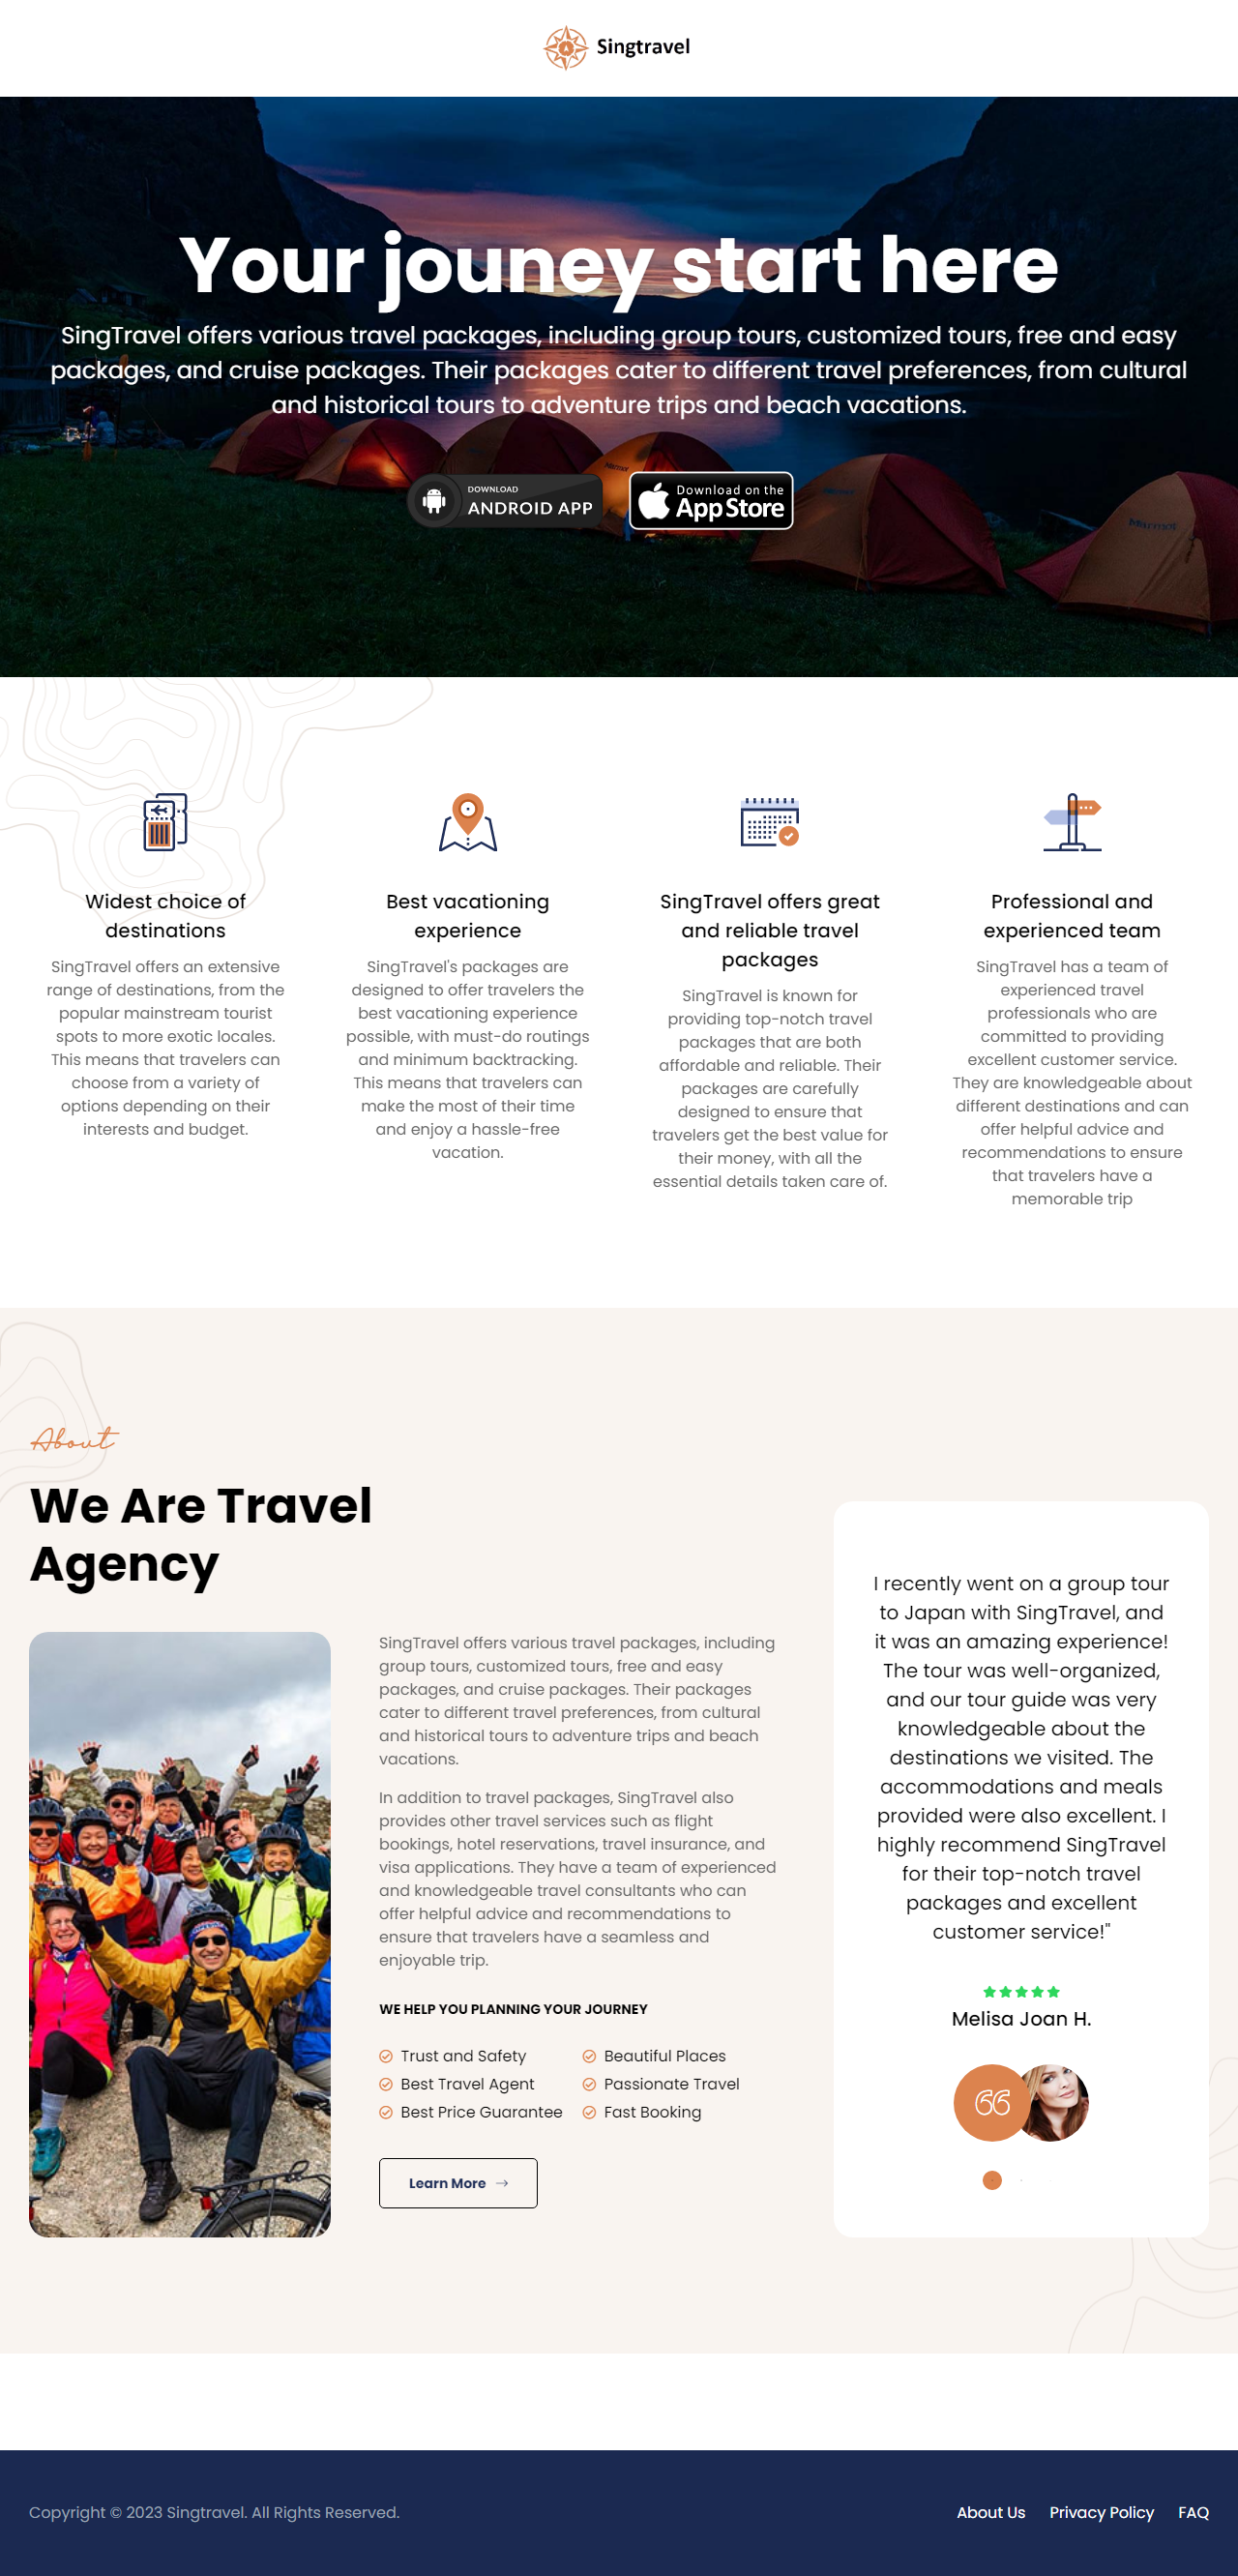 Singtravel
Your jouney start here
SingTravel offers various travel packages, including group tours, customized tours, free and easy
packages, and cruise packages. Their packages cater to different travel preferences, from cultural
and historical tours to adventure trips and beach vacations.
DOWNLOAD
ANDROID APP
Download on the
App Store
Marmot
Marmot
Marmot
Widest choice of
destinations
SingTravel offers an extensive
range of destinations, from the
popular mainstream tourist
spots to more exotic locales.
This means that travelers can
choose from a variety of
options depending on their
interests and budget.
Best vacationing
experience
SingTravel's packages are
designed to offer travelers the
best vacationing experience
possible, with must-do routings
and minimum backtracking.
This means that travelers can
make the most of their time
and enjoy a hassle-free
vacation.
SingTravel offers great
and reliable travel
packages
SingTravel is known for
providing top-notch travel
packages that are both
affordable and reliable. Their
packages are carefully
designed to ensure that
travelers get the best value for
their money, with all the
essential details taken care of.
Professional and
experienced team
SingTravel has a team of
experienced travel
professionals who are
committed to providing
excellent customer service.
They are knowledgeable about
different destinations and can
offer helpful advice and
recommendations to ensure
that travelers have a
memorable trip
About
We Are Travel
Agency
SingTravel offers various travel packages, including
group tours, customized tours, free and easy
packages, and cruise packages. Their packages
cater to different travel preferences, from cultural
and historical tours to adventure trips and beach
vacations.
In addition to travel packages, SingTravel also
provides other travel services such as flight
bookings, hotel reservations, travel insurance, and
visa applications. They have a team of experienced
and knowledgeable travel consultants who can
offer helpful advice and recommendations to
ensure that travelers have a seamless and
enjoyable trip.
WE HELP YOU PLANNING YOUR JOURNEY
Trust and Safety
Best Travel Agent
Best Price Guarantee
Beautiful Places
Passionate Travel
Fast Booking
Learn More
I recently went on a group tour
to Japan with SingTravel, and
it was an amazing experience!
The tour was well-organized,
and our tour guide was very
knowledgeable about the
destinations we visited. The
accommodations and meals
provided were also excellent. I
highly recommend SingTravel
for their top-notch travel
packages and excellent
customer service!"
Melisa Joan H.
Copyright © 2023 Singtravel. All Rights Reserved.
About Us
Privacy Policy
FAQ